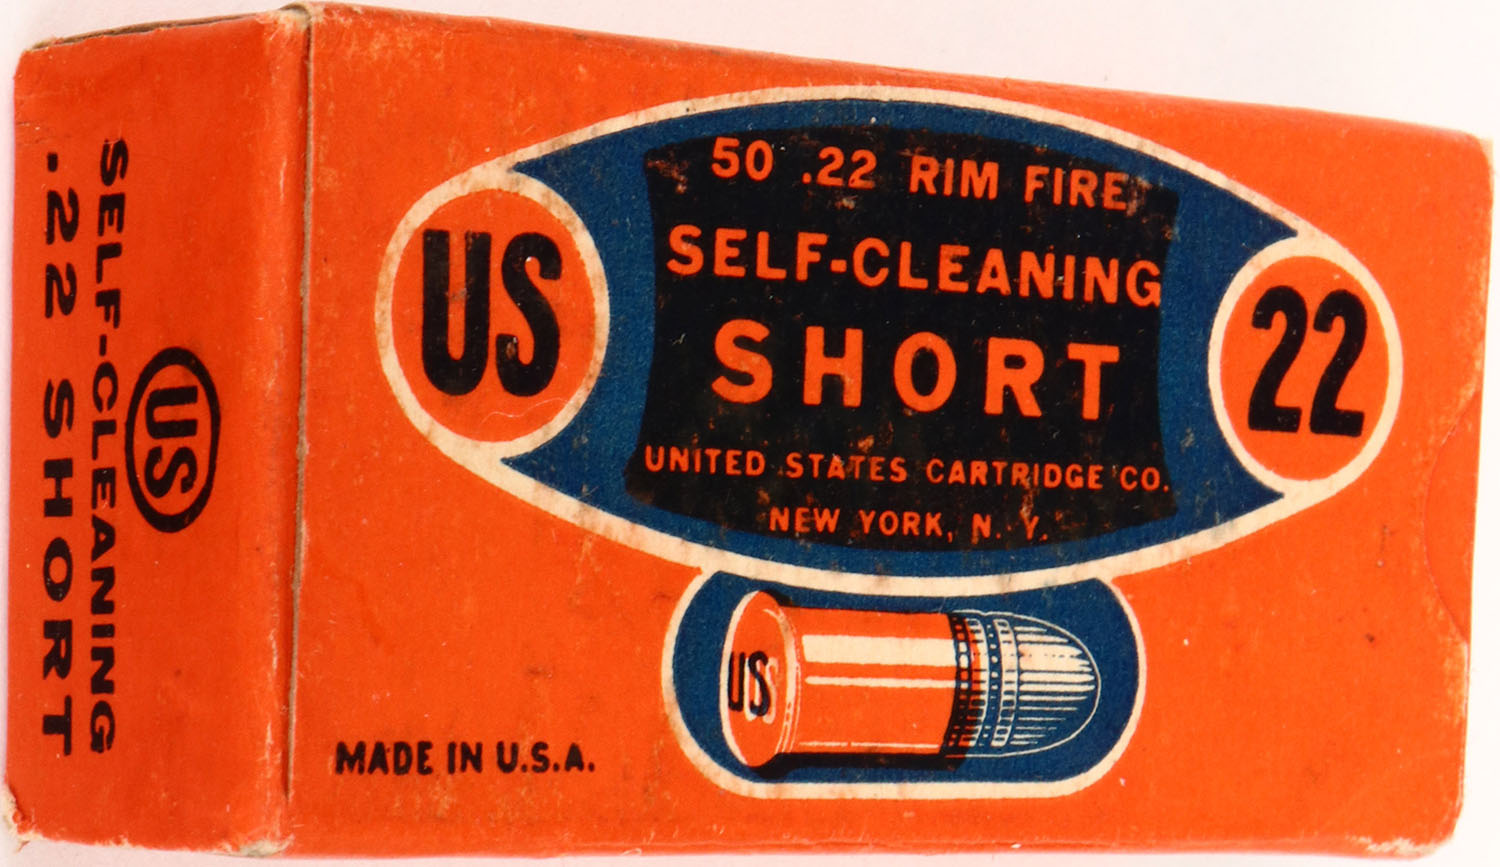 US
SELF-CLEANING
.22 SHORT
US
50 .22 RIM FIRE
SELF-CLEANING
SHORT
UNITED STATES CARTRIDGE CO.
NEW YORK, N. Y.
22
US
MADE IN U.S.A.